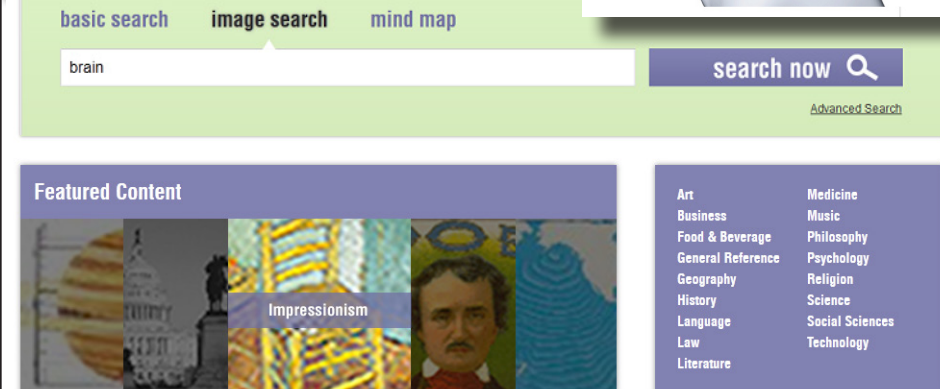 basic search image search mind map
brain
search now
Advanced Search
Featured Content
Impressionism
Art
Business
Food & Beverage
General Reference
Geography
History
Language
Law
Literature
Medicine
Music
Philosophy
Psychology
Religion
Science
Social Sciences
Technology